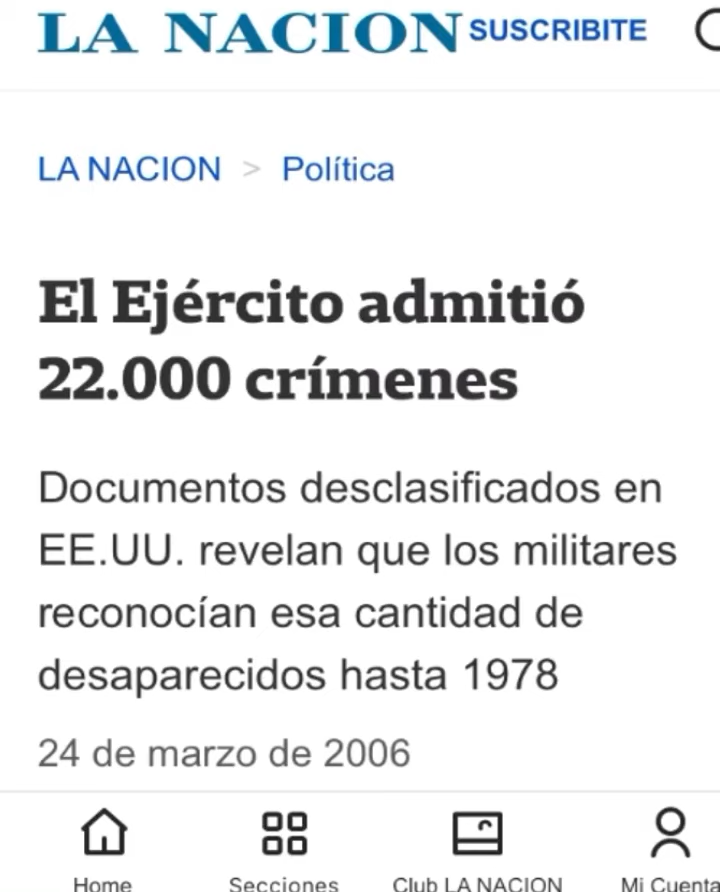 LA NACION SUSCRIBITE
LA NACION > Política
El Ejército admitió
22.000 crímenes
Documentos desclasificados en
EE.UU. revelan que los militares
reconocían esa cantidad de
desaparecidos hasta 1978
24 de marzo de 2006
Home Secciones Club LA NACION Mi Cuenta